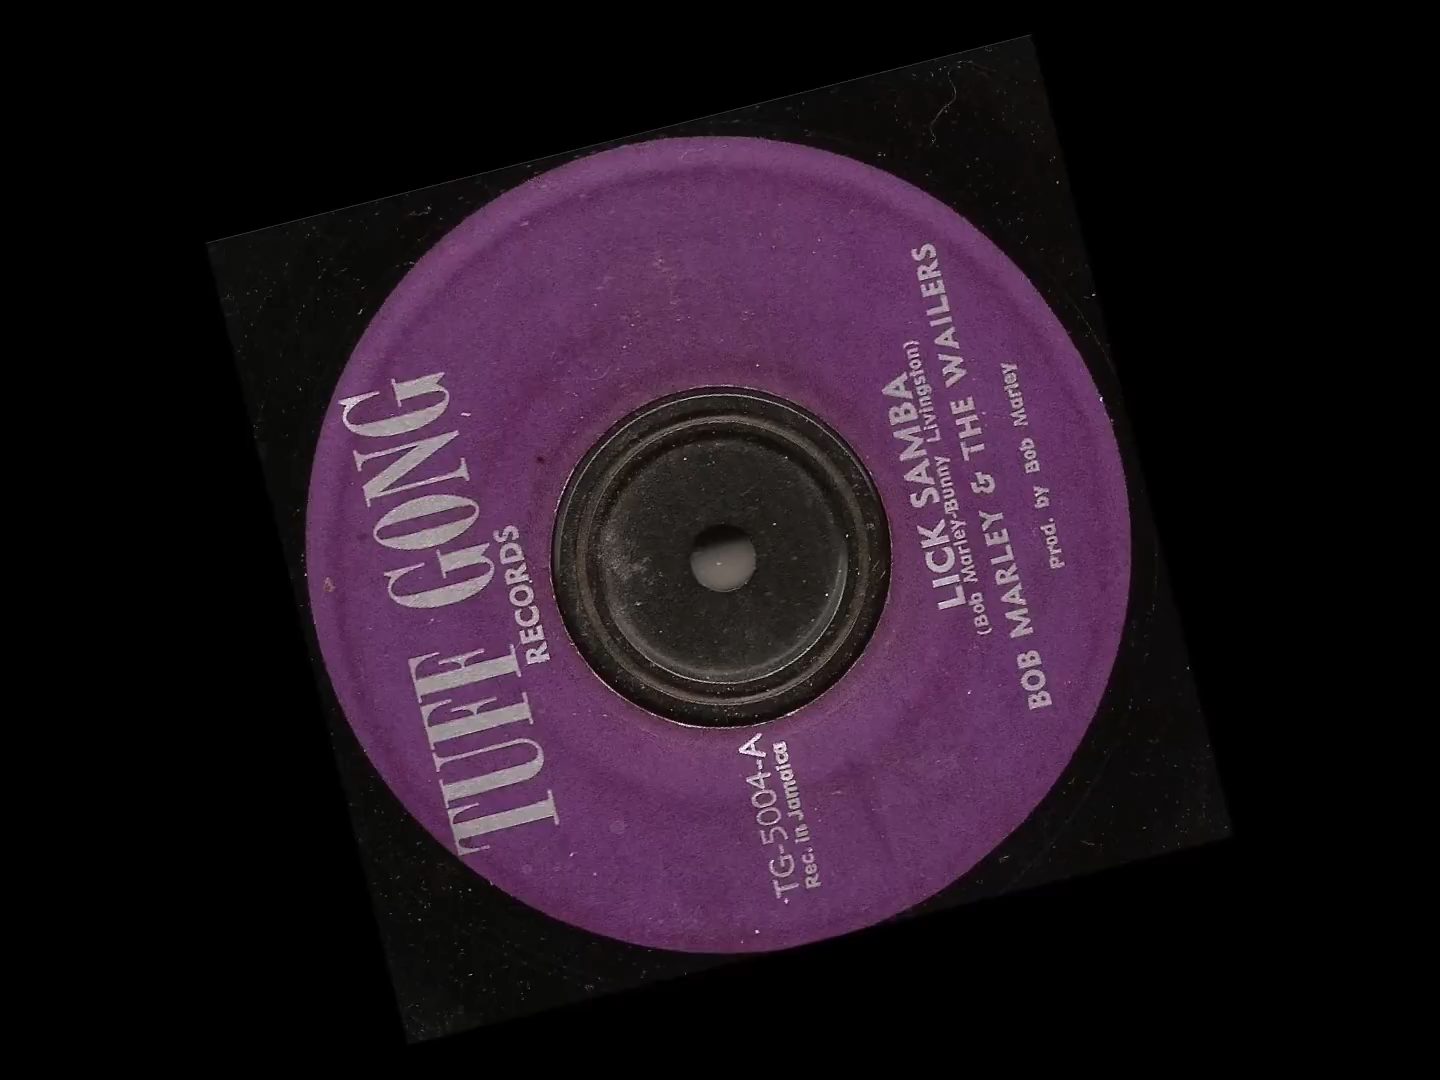 TUFF GONG
RECORDS
TG-5004-A
Rec. in Jamaica
LICK SAMBA
(Bob Marley-Bunny Livingston)
BOB MARLEY & THE WAILERS
Prod. by Bob Marley